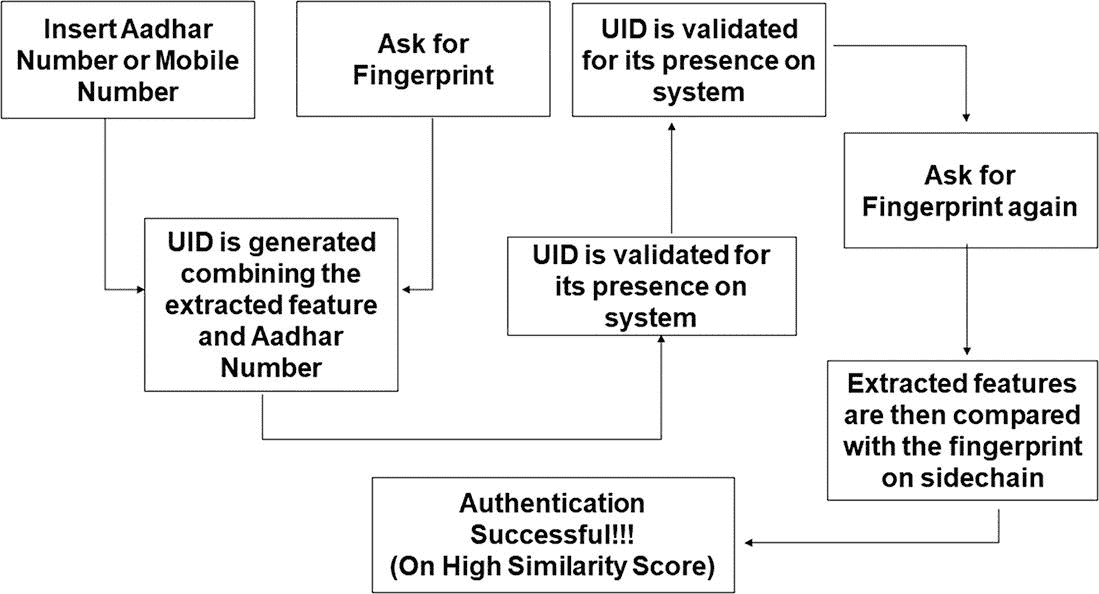 Insert Aadhar
Number or Mobile
Number
Ask for
Fingerprint
UID is generated
combining the
extracted feature
and Aadhar
Number
UID is validated for
its presence on
system
UID is validated
for its presence on
system
Ask for
Fingerprint again
Extracted features
are then compared
with the fingerprint
on sidechain
Authentication
Successful!!!
(On High Similarity Score)